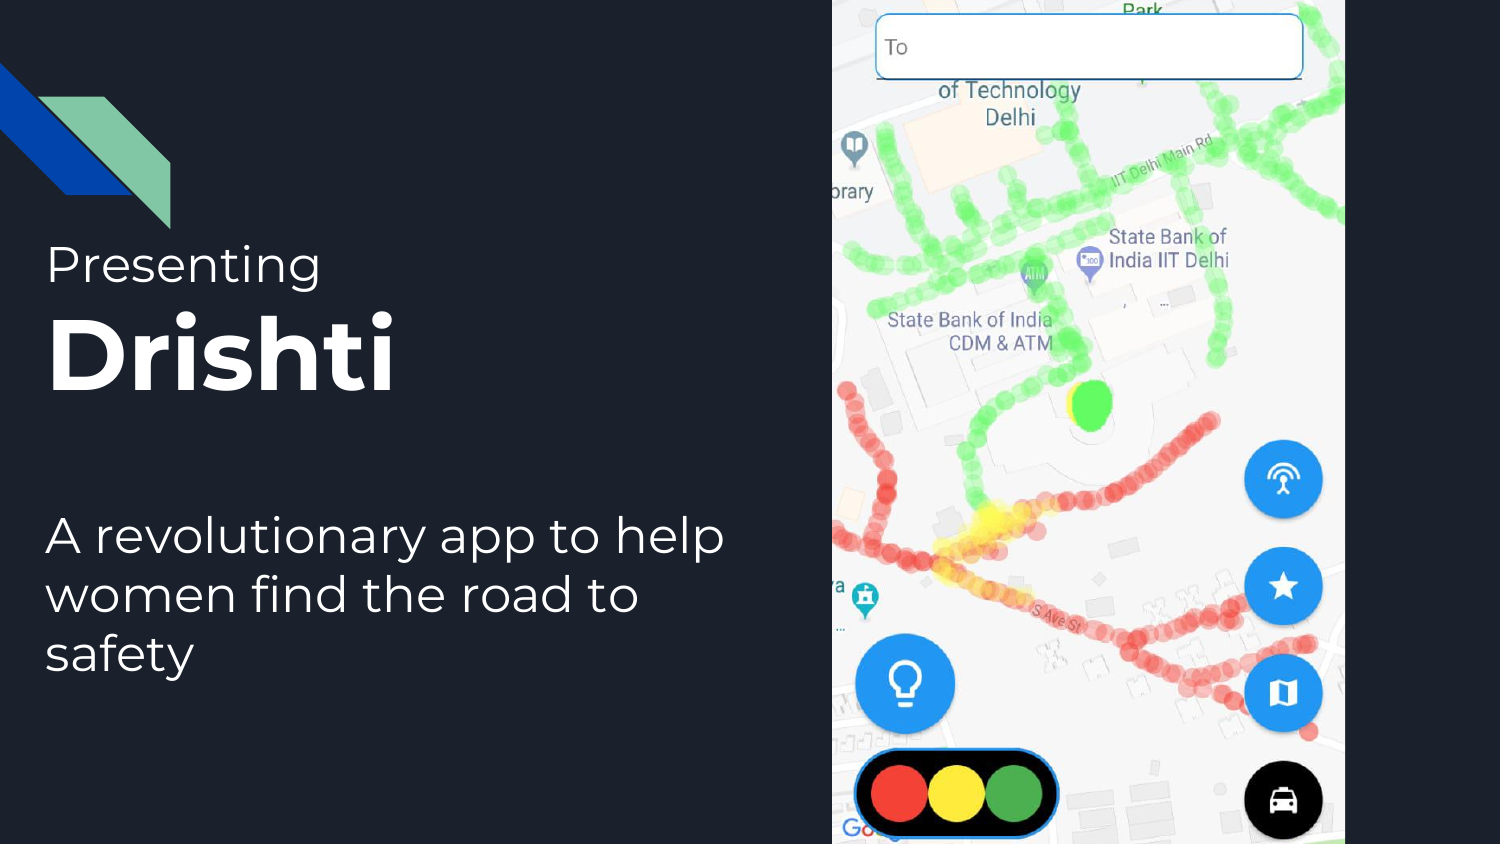 Presenting
Drishti
A revolutionary app to help
women find the road to
safety
Park
To
of Technology
Delhi
IIT Delhi Main Rd
brary
State Bank of
India IIT Delhi
ATM
State Bank of India
CDM & ATM
S Ave St